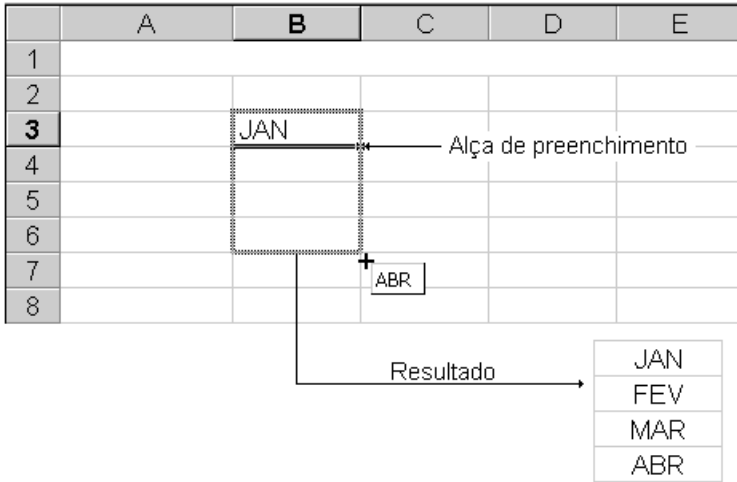 A B C D E
1
2
3 JAN
Alça de preenchimento
4
5
6
7
ABR
8
Resultado
JAN
FEV
MAR
ABR